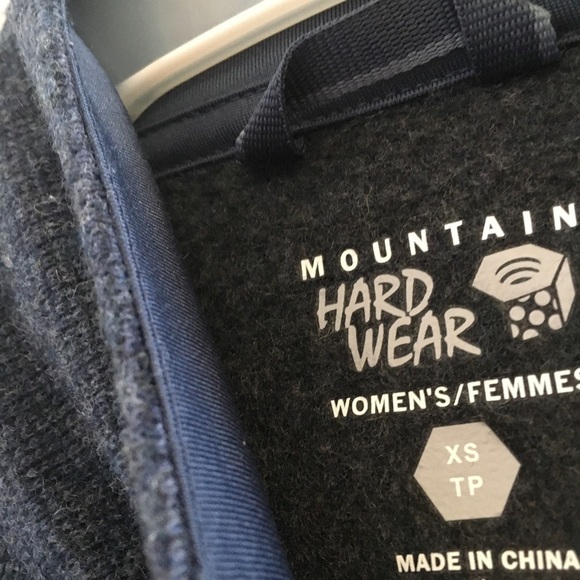 MOUNTAIN
HARD
WEAR
WOMEN'S/FEMMES
XS
TP
MADE IN CHINA